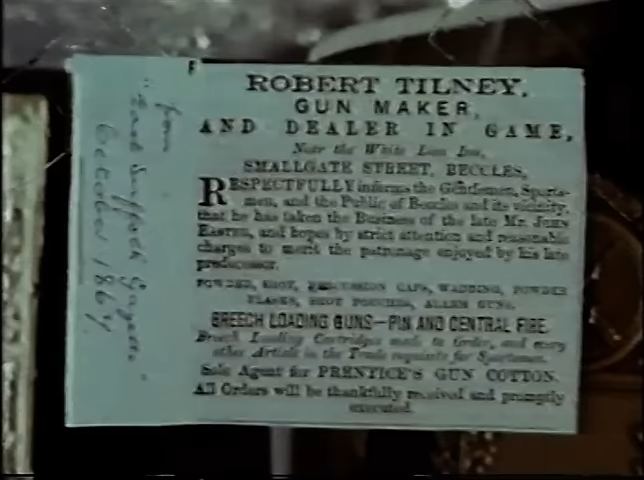 from
"East Suffolk Gazette"
October 1867.
ROBERT TILNEY,
GUN MAKER,
AND DEALER IN GAME,
Near the White Lion Inn,
SMALLGATE STREET, BECCLES,
RESPECTFULLY informs the Gentlemen, Sports-
men, and the Public of Beccles and its vicinity,
that he has taken the Business of the late Mr. JOHN
and hopes by strict attention and reasonable
charges to merit the patronage enjoyed by his late
predecessor.
POWDER, SHOT, PERCUSSION CAPS, WADDING, POWDER
FLASKS, SHOT POUCHES, ALARM GUNS.
BREECH LOADING GUNS—PIN AND CENTRAL FIRE.
Breech Loading Cartridges made to Order, and many
other Articles in the Trade requisite for Sportsmen.
Sole Agent for PRENTICE'S GUN COTTON.
All Orders will be thankfully received and promptly
executed.